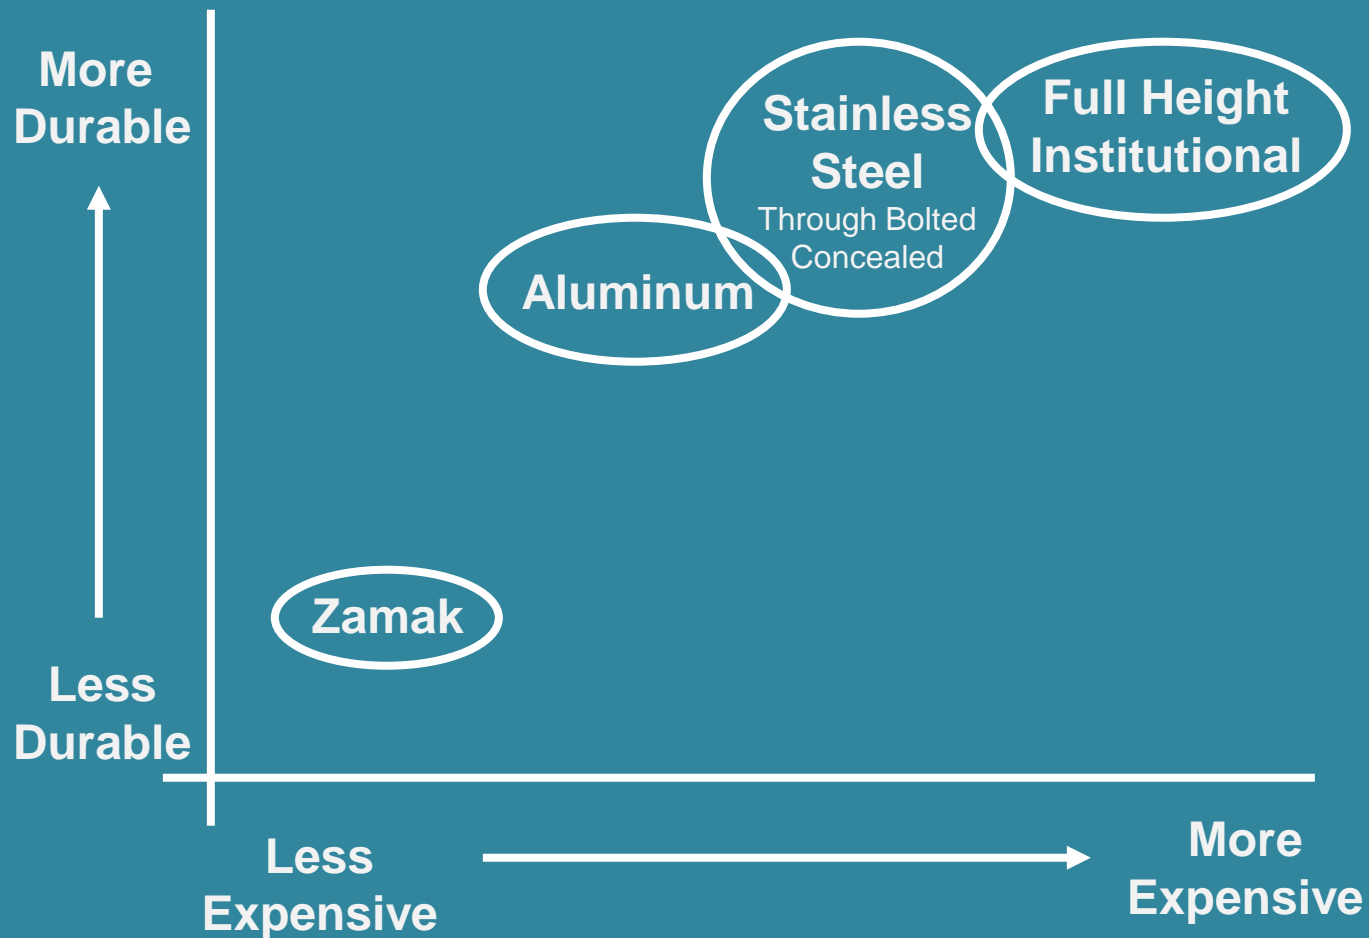 More
Durable
Stainless
Steel
Through Bolted
Concealed
Full Height
Institutional
Aluminum
Zamak
Less
Durable
Less
Expensive
More
Expensive